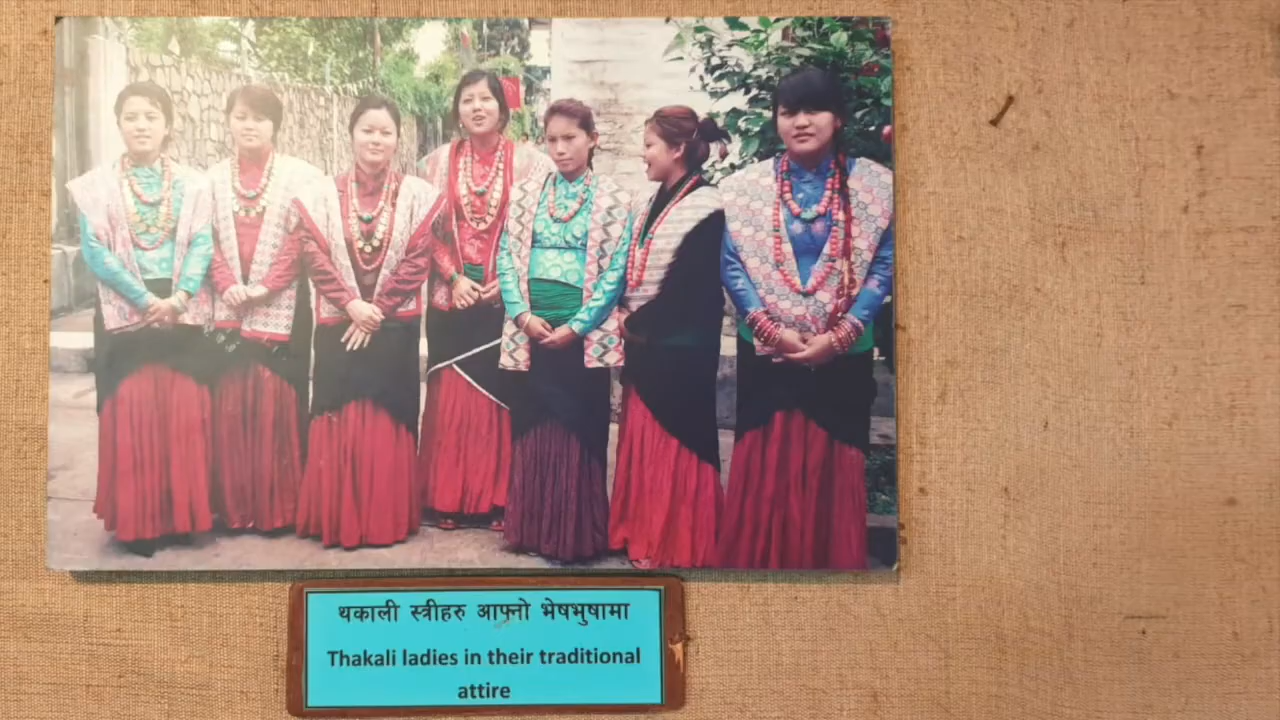 थकाली स्त्रीहरु आफ्नो भेषभुषामा
Thakali ladies in their traditional
attire